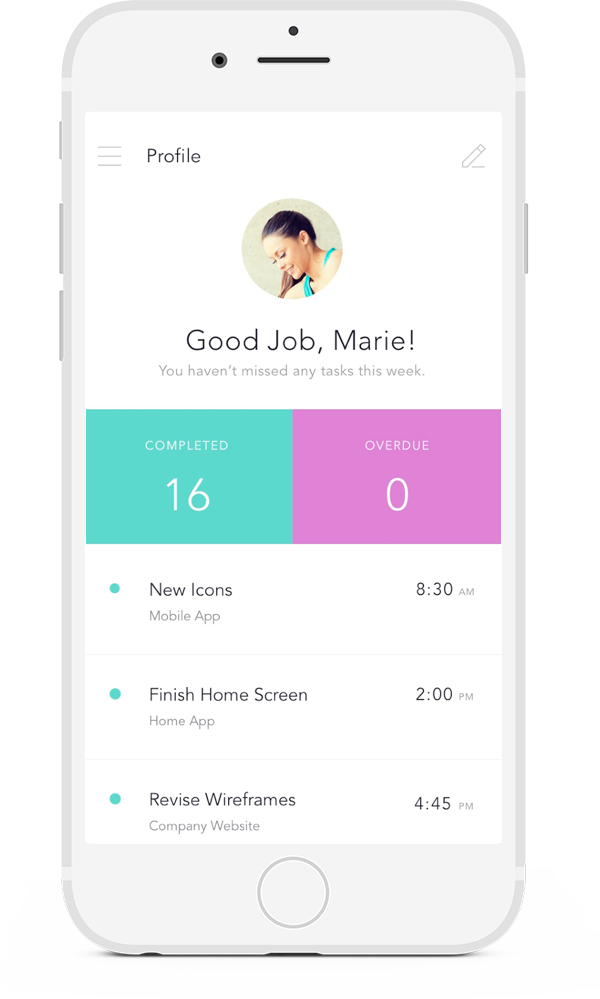 Profile
Good Job, Marie!
You haven't missed any tasks this week.
COMPLETED
OVERDUE
16
0
New Icons
8:30 AM
Mobile App
Finish Home Screen
2:00 PM
Home App
Revise Wireframes
4:45 PM
Company Website